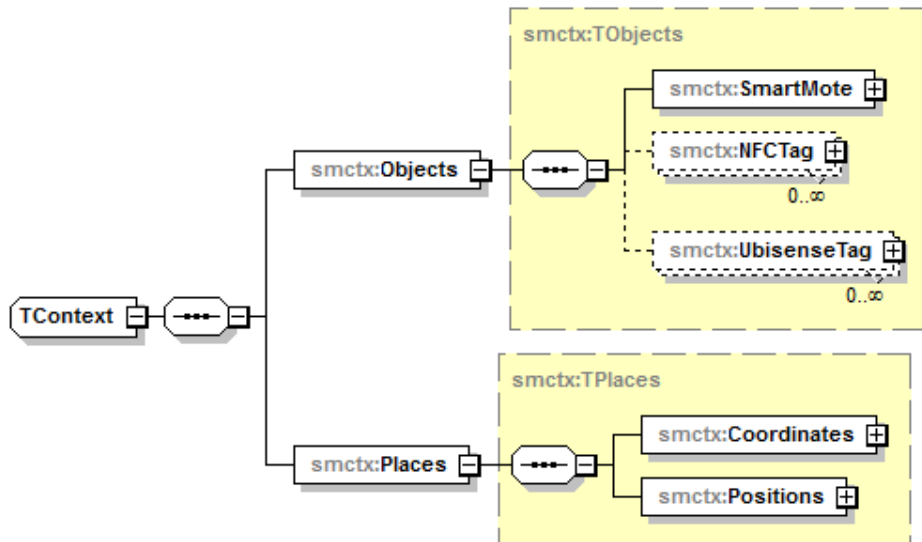 smctx:TObjects
smctx:SmartMote
smctx:Objects
smctx:NFCTag
0..∞
smctx:UbisenseTag
0..∞
TContext
smctx:TPlaces
smctx:Coordinates
smctx:Places
smctx:Positions